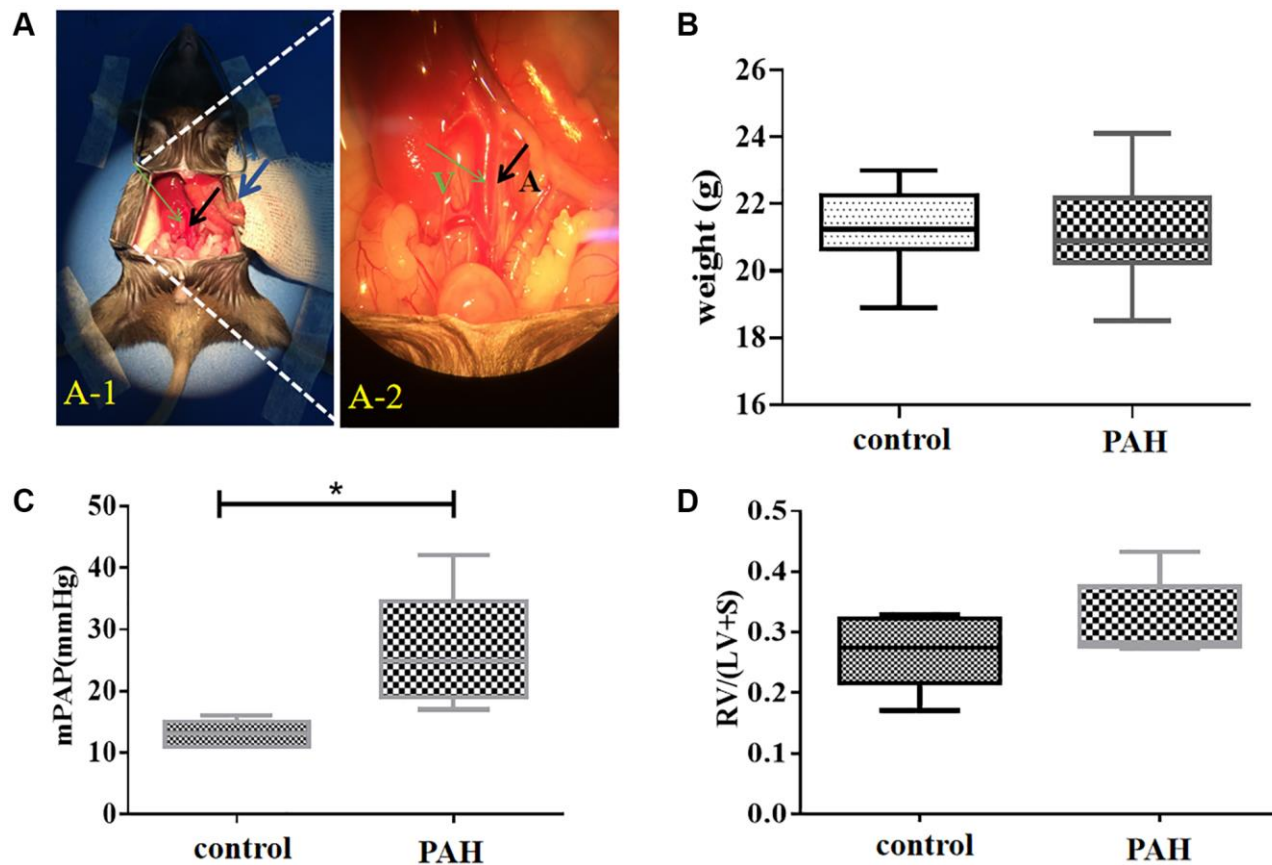 A
A-1
V
A
A-2
B
26
24
22
20
18
16
weight (g)
control
PAH
C
50
40
30
20
10
0
mPAP(mmHg)
*
control
PAH
D
0.5
0.4
0.3
0.2
0.1
0.0
RV/(LV+S)
control
PAH